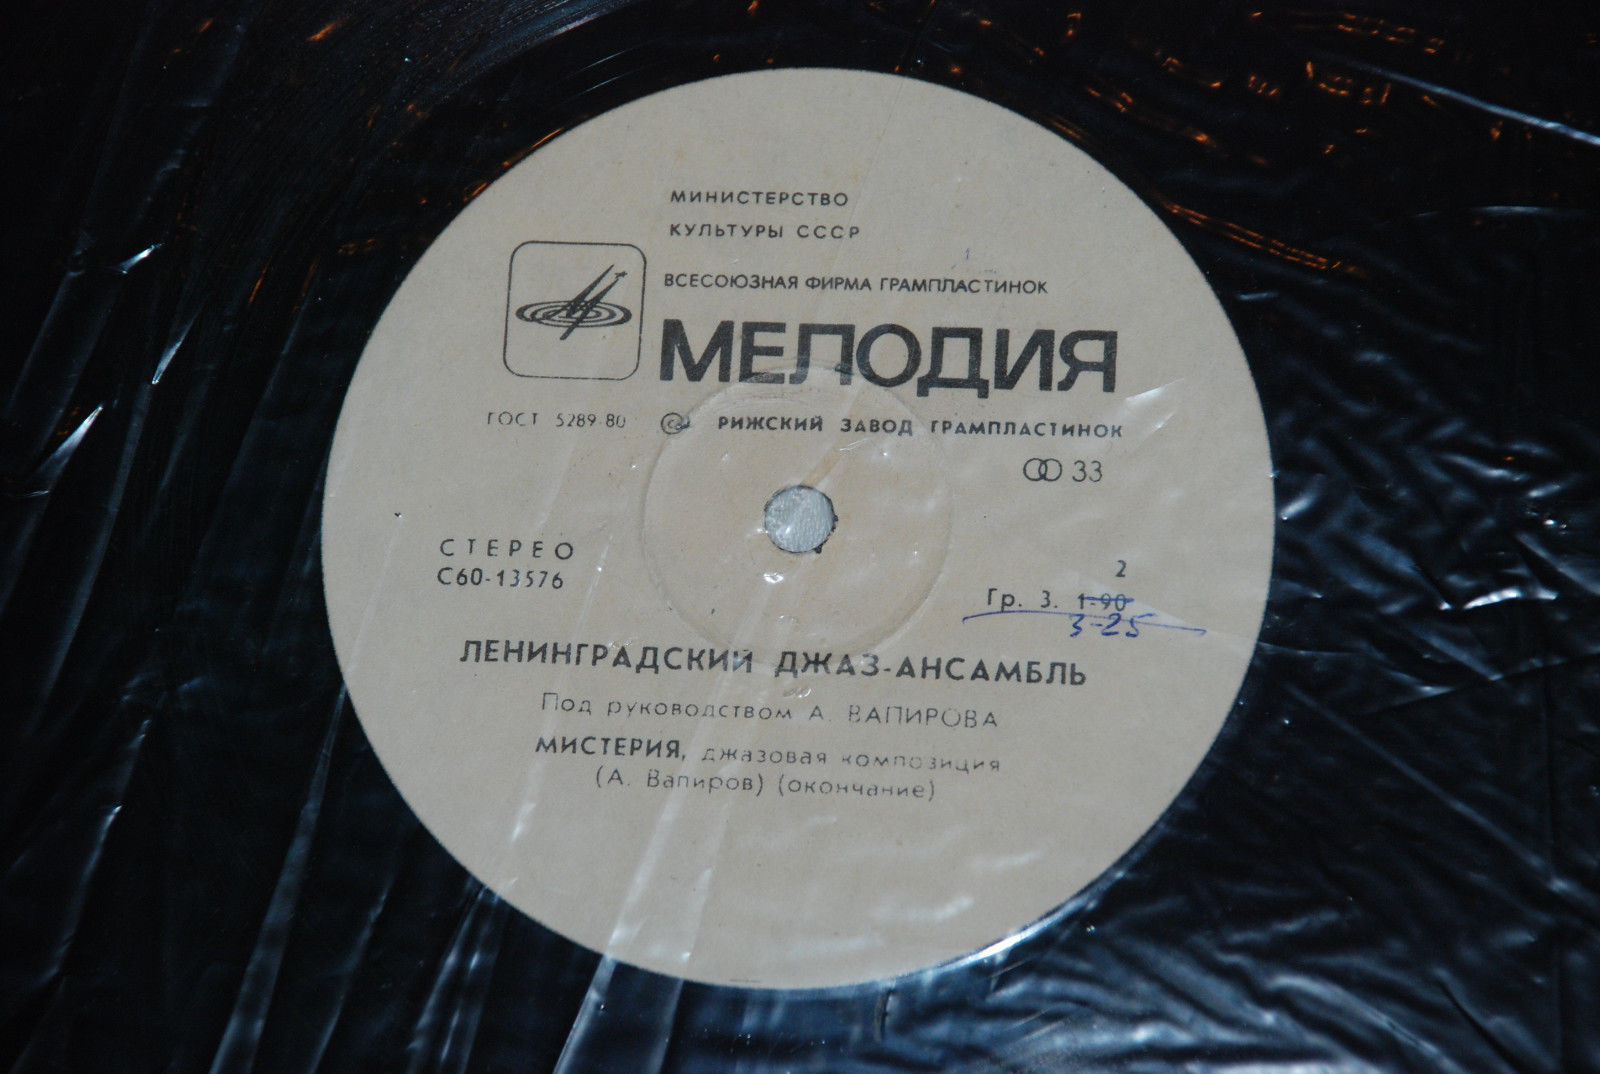 МИНИСТЕРСТВО
КУЛЬТУРЫ СССР
ВСЕСОЮЗНАЯ ФИРМА ГРАМПЛАСТИНОК
МЕЛОДИЯ
ГОСТ 5289-80 РИЖСКИЙ ЗАВОД ГРАМПЛАСТИНОК
33
СТЕРЕО
С60-13576
2
Гр. 3. 1-90
3-25
ЛЕНИНГРАДСКИЙ ДЖАЗ-АНСАМБЛЬ
Под руководством А. ВАПИРОВА
МИСТЕРИЯ, джазовая композиция
(А. Вапиров) (окончание)